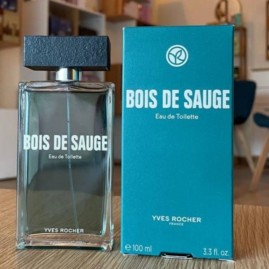 BOIS DE SAUGE
Eau de Toilette
YVES ROCHER
BOIS DE SAUGE
Eau de Toilette
YVES ROCHER
FRANCE
e 100 ml 3.3 fl. oz.